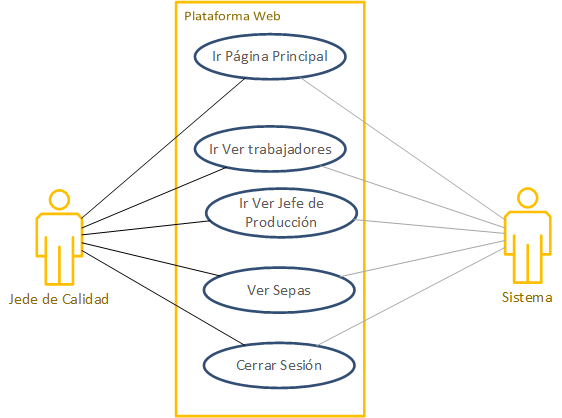 Plataforma Web
Ir Página Principal
Ir Ver trabajadores
Ir Ver Jefe de
Producción
Ver Sepas
Cerrar Sesión
Jede de Calidad
Sistema